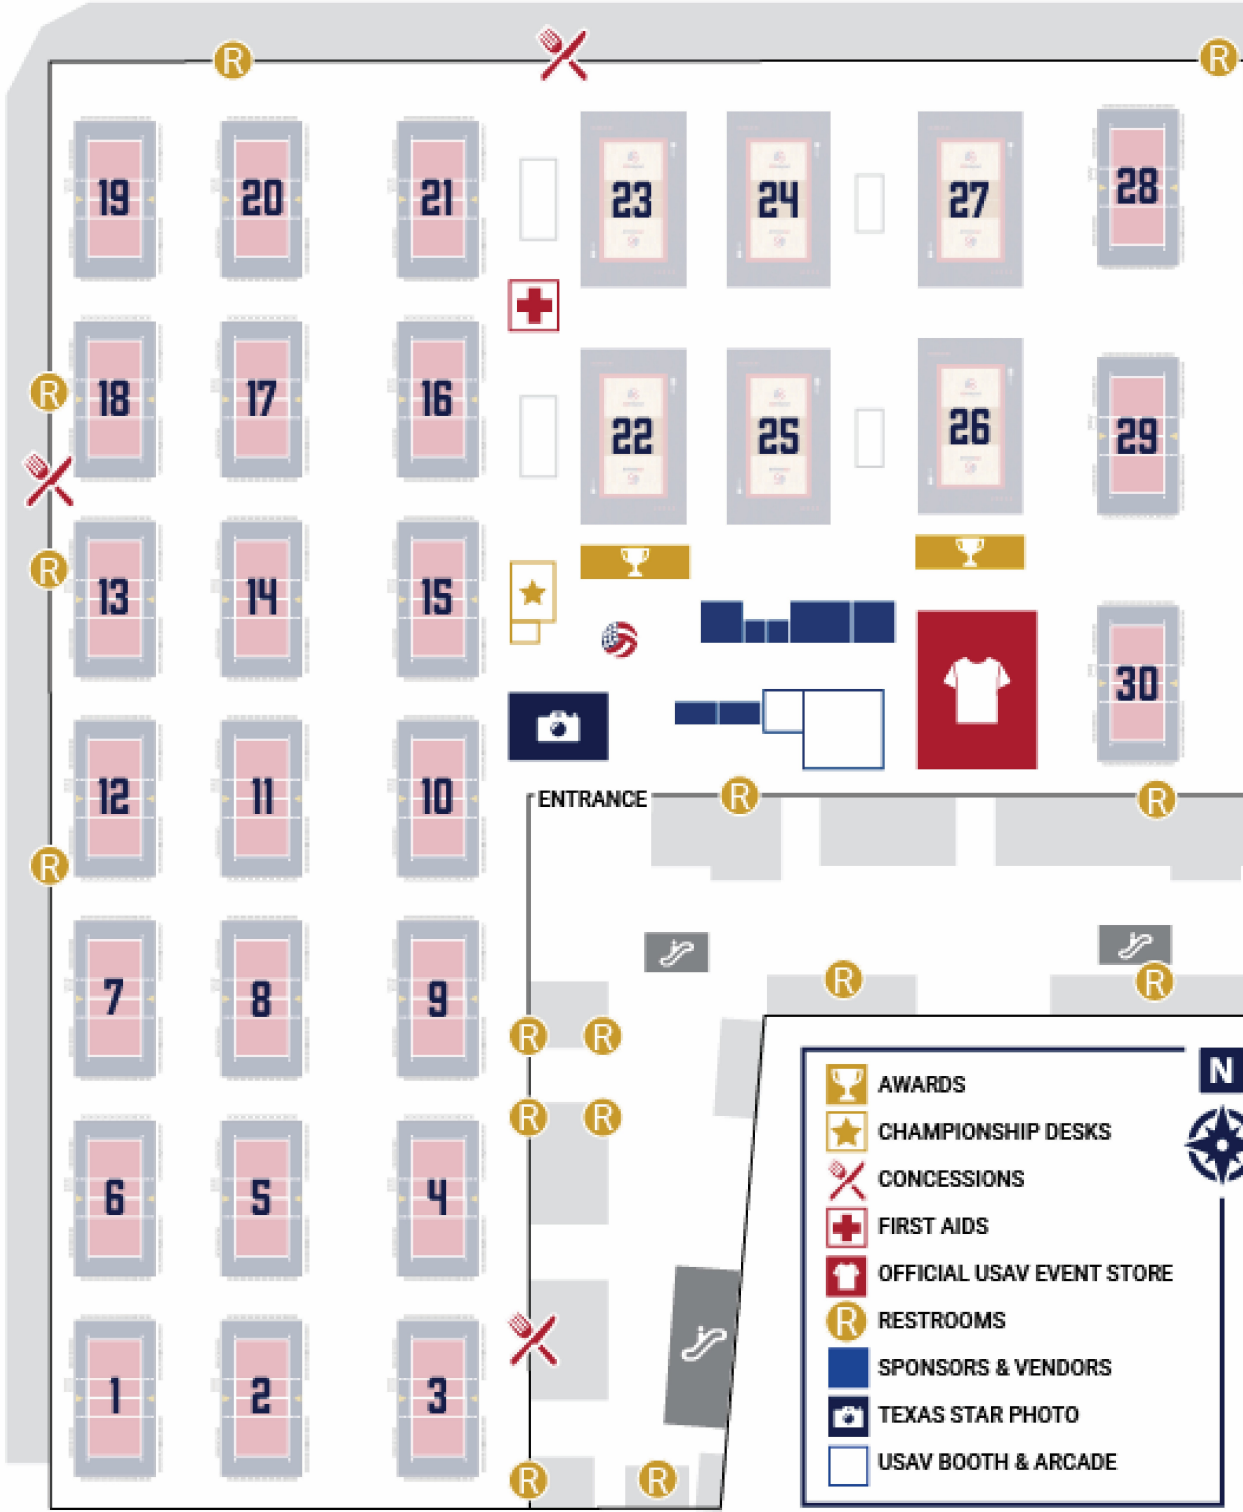 R
R
19
20
21
23
24
27
28
R
18
17
16
22
25
26
29
R
13
14
15
30
12
11
10
ENTRANCE
R
R
R
7
8
9
R
R
R
R
R
R
6
5
4
1
2
3
R
R
N
AWARDS
CHAMPIONSHIP DESKS
CONCESSIONS
FIRST AIDS
OFFICIAL USAV EVENT STORE
R RESTROOMS
SPONSORS & VENDORS
TEXAS STAR PHOTO
USAV BOOTH & ARCADE